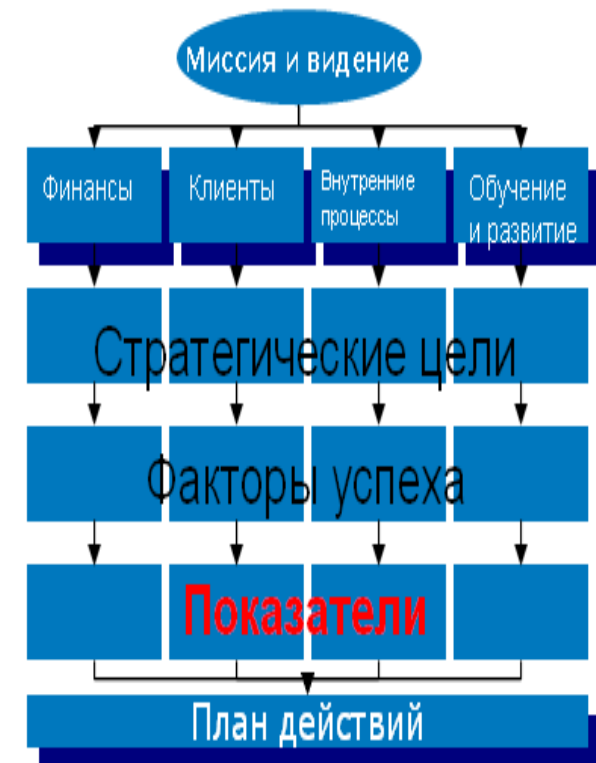 Миссия и видение
Финансы
Клиенты
Внутренние
процессы
Обучение
и развитие
Стратегические цели
Факторы успеха
Показатели
План действий